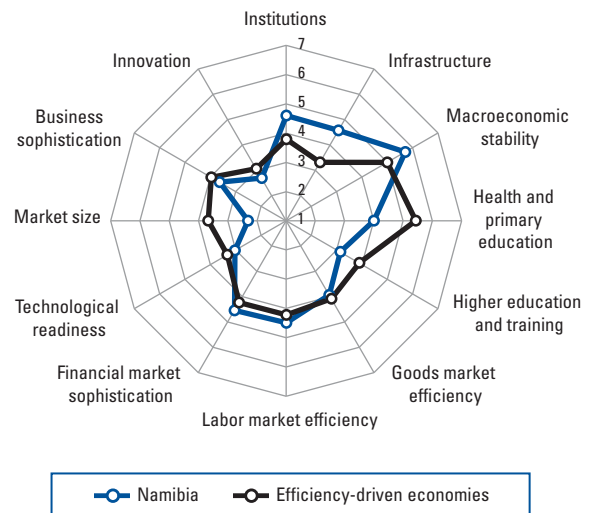 Institutions
7
Innovation
6
Infrastructure
5
Business
sophistication
Macroeconomic
stability
4
3
2
Market size
1
Health and
primary
education
Technological
readiness
Higher education
and training
Financial market
sophistication
Goods market
efficiency
Labor market efficiency
Namibia
Efficiency-driven economies